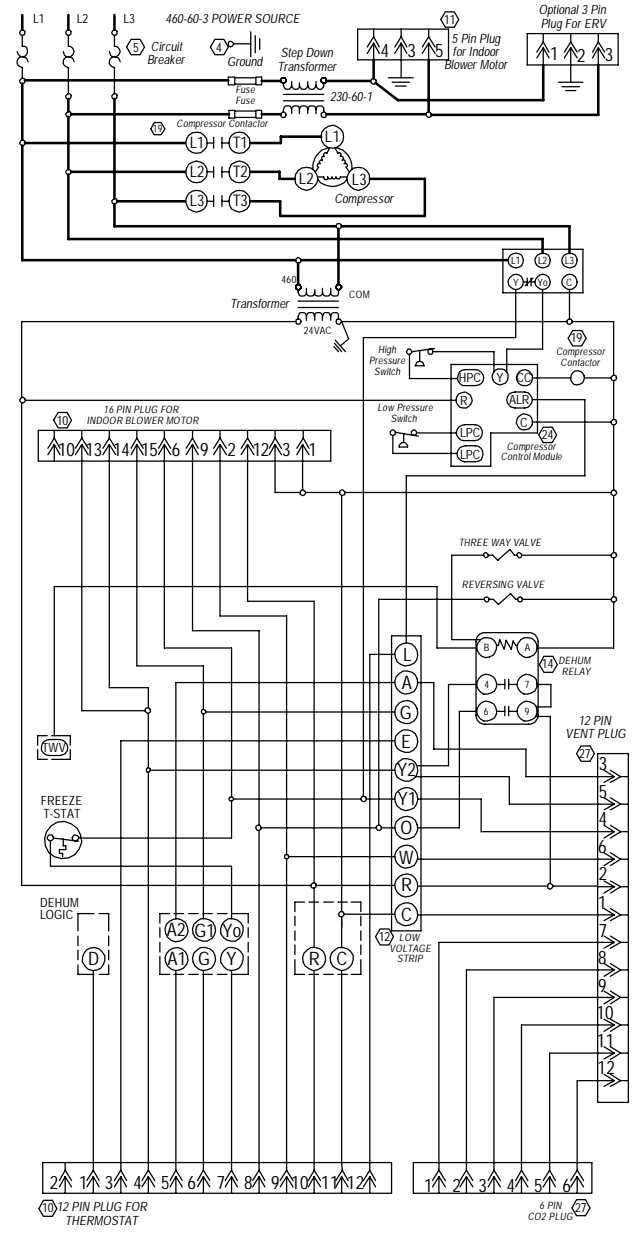 L1 L2 L3 460-60-3 POWER SOURCE
5 Circuit Breaker
4 Ground
Step Down Transformer
11
5 Pin Plug for Indoor Blower Motor
4 3 5
Optional 3 Pin Plug For ERV
1 2 3
Fuse
Fuse
230-60-1
19 Compressor Contactor
L1 T1
L2 T2
L3 T3
L1
L2 L3
Compressor
L1 L2 L3
Y Yo C
460 COM
Transformer
24VAC
High Pressure Switch
HPC Y CC
R ALR
C
LPC
LPC
19
Compressor Contactor
Low Pressure Switch
24
Compressor Control Module
10
16 PIN PLUG FOR
INDOOR BLOWER MOTOR
10 13 14 15 6 9 2 12 3 1
THREE WAY VALVE
REVERSING VALVE
B A
4 7
6 9
14 DEHUM RELAY
L
A
G
E
Y2
Y1
O
W
R
C
12 LOW VOLTAGE STRIP
TWV
FREEZE
T-STAT
12 PIN
VENT PLUG
27
3
5
4
6
2
1
7
8
9
10
11
12
DEHUM
LOGIC
D
A2 G1 Yo
A1 G Y
R C
2 1 3 4 5 6 7 8 9 10 11 12
10 12 PIN PLUG FOR
THERMOSTAT
1 2 3 4 5 6
6 PIN
CO2 PLUG 27